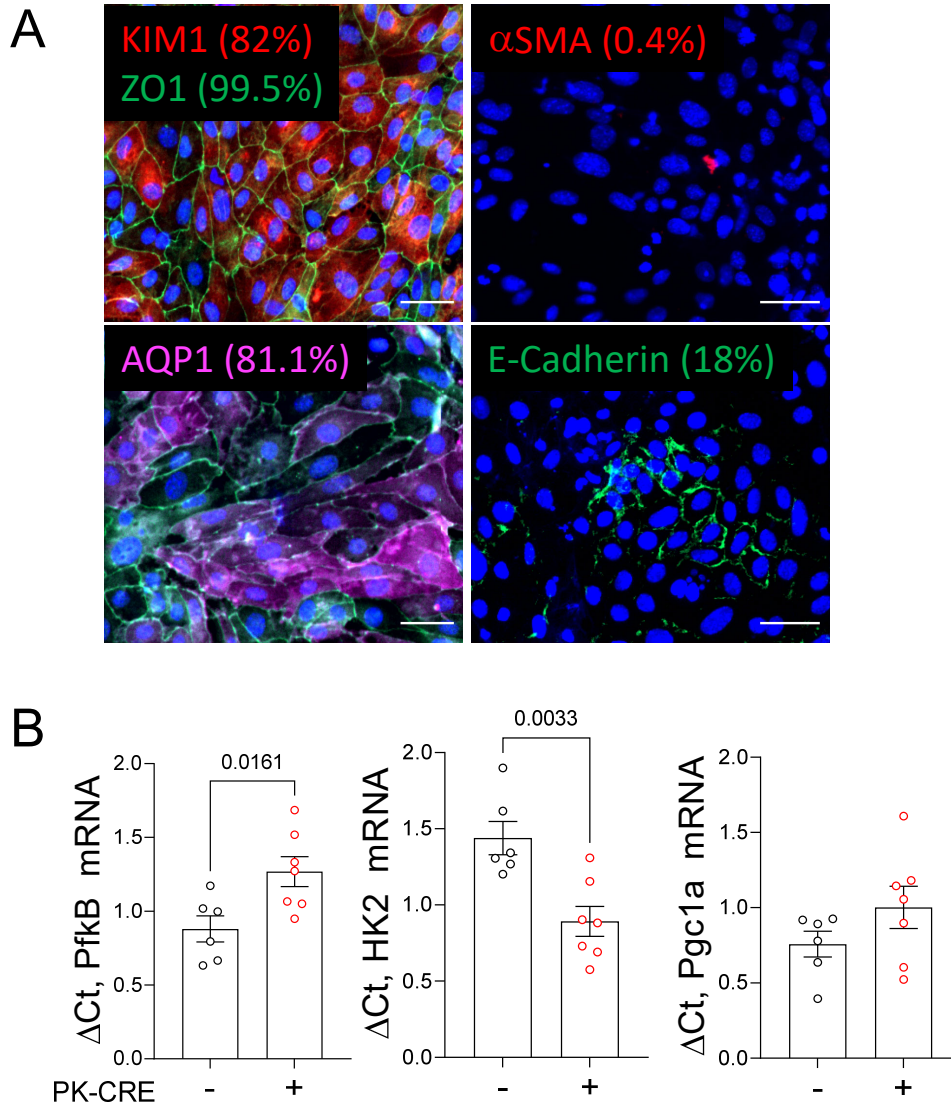 A
KIM1 (82%)
ZO1 (99.5%)
αSMA (0.4%)
AQP1 (81.1%)
E-Cadherin (18%)
B
ΔCt, PfkB mRNA
2.0
1.5
1.0
0.5
0.0
0.0161
ΔCt, HK2 mRNA
2.0
1.5
1.0
0.5
0.0
0.0033
ΔCt, Pgc1a mRNA
2.0
1.5
1.0
0.5
0.0
PK-CRE - + - + - +